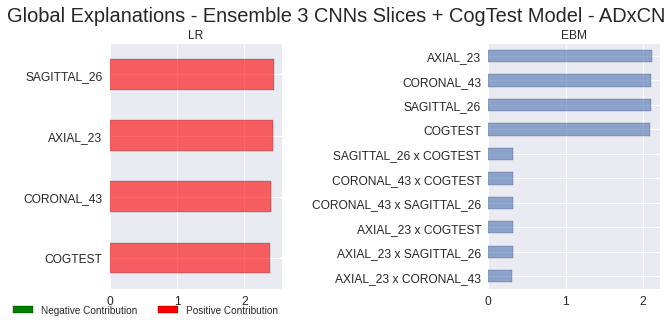 Global Explanations - Ensemble 3 CNNs Slices + CogTest Model - ADxCN
LR
SAGITTAL_26
AXIAL_23
CORONAL_43
COGTEST
0 1 2
Negative Contribution Positive Contribution
EBM
AXIAL_23
CORONAL_43
SAGITTAL_26
COGTEST
SAGITTAL_26 x COGTEST
CORONAL_43 x COGTEST
CORONAL_43 x SAGITTAL_26
AXIAL_23 x COGTEST
AXIAL_23 x SAGITTAL_26
AXIAL_23 x CORONAL_43
0 1 2